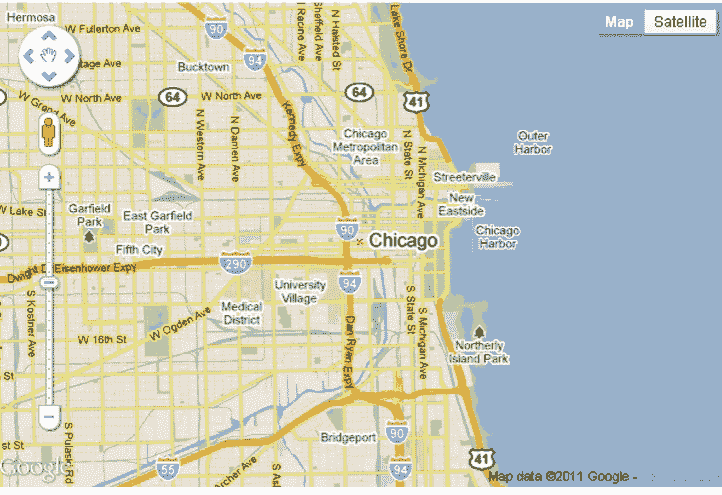 Hermosa
W Fullerton Ave
90
N Racine Ave
Sheffield Ave
N Halsted St
Lake Shore Dr
Map
Satellite
94
Bucktown
tage Ave
W North Ave
64
W North Ave
64
41
W Grand Ave
N Western Ave
N Damen Ave
Kennedy Expy
Chicago
Metropolitan
Area
N State St
N Michigan Ave
Outer
Harbor
Streeterville
New
Eastside
W Lake St
Garfield
Park
East Garfield
Park
Fifth City
90
Chicago
Chicago
Harbor
Dwight D Eisenhower Expy
290
94
University
Village
Medical
District
S Kostner Ave
W Ogden Ave
W 16th St
S State St
S Michigan Ave
Dan Ryan Expy
Northerly
Island Park
St
S Pulaski Rd
st St
Bridgeport
90
41
Google
55
Archer Ave
S As
94
Map data ©2011 Google -